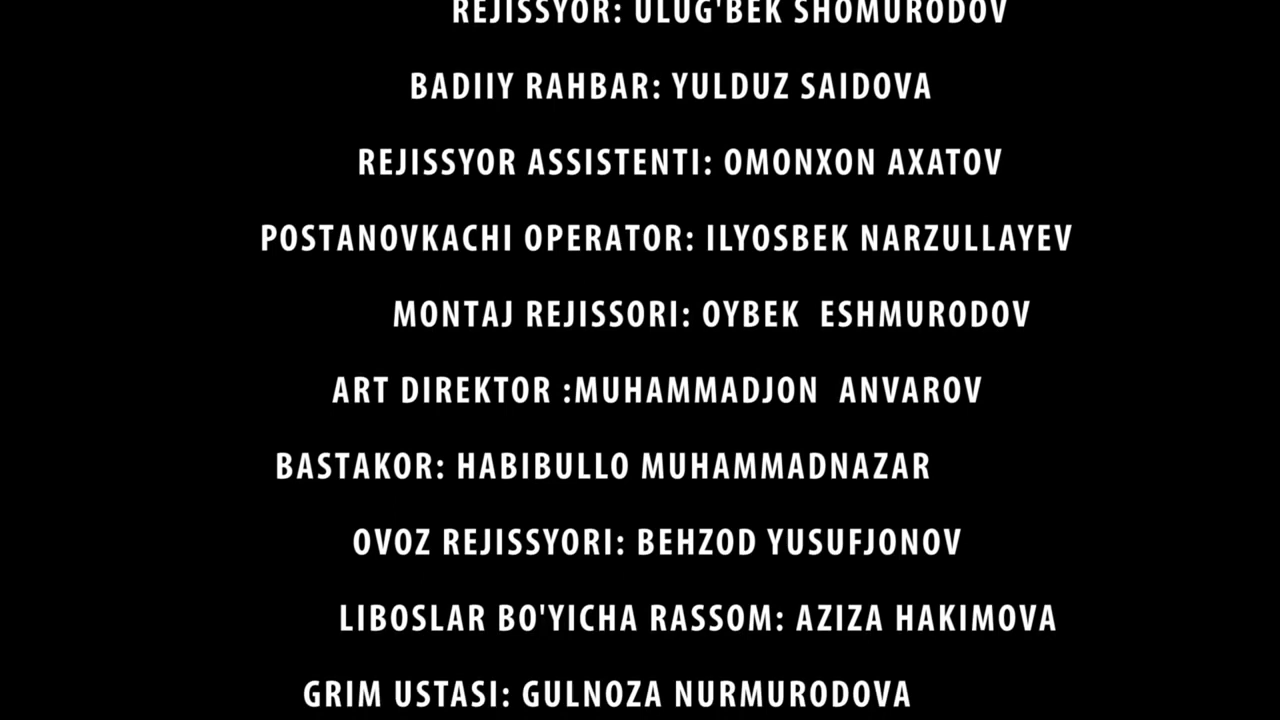 REJISSYOR: ULUG'BEK SHOMURODOV
BADIIY RAHBAR: YULDUZ SAIDOVA
REJISSYOR ASSISTENTI: OMONXON AXATOV
POSTANOVKACHI OPERATOR: ILYOSBEK NARZULLAYEV
MONTAJ REJISSORI: OYBEK  ESHMURODOV
ART DIREKTOR :MUHAMMADJON  ANVAROV
BASTAKOR: HABIBULLO MUHAMMADNAZAR
OVOZ REJISSYORI: BEHZOD YUSUFJONOV
LIBOSLAR BO'YICHA RASSOM: AZIZA HAKIMOVA
GRIM USTASI: GULNOZA NURMURODOVA